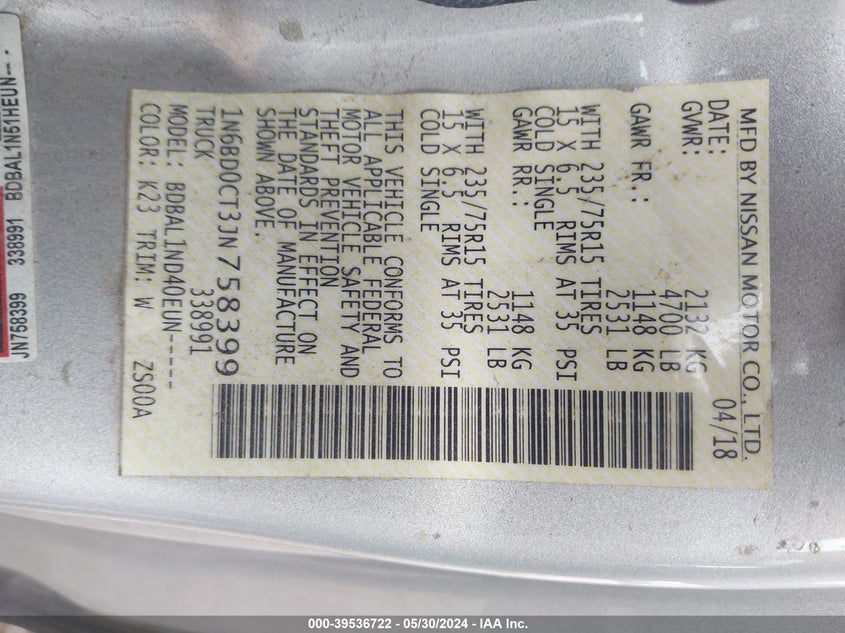 MFD BY NISSAN MOTOR CO., LTD.
DATE: 04/18
GVWR: 2132 KG
4700 LB
GAWR FR.: 1148 KG
2531 LB
WITH 235/75R15 TIRES
15 X 6.5 RIMS AT 35 PSI
COLD SINGLE
GAWR RR.: 1148 KG
2531 LB
WITH 235/75R15 TIRES
15 X 6.5 RIMS AT 35 PSI
COLD SINGLE
THIS VEHICLE CONFORMS TO
ALL APPLICABLE FEDERAL
MOTOR VEHICLE SAFETY AND
THEFT PREVENTION
STANDARDS IN EFFECT ON
THE DATE OF MANUFACTURE
SHOWN ABOVE.
1N6BD0CT3JN758399
TRUCK 338991
MODEL: BDBAL1ND4DEUN-----
COLOR: K23 TRIM: W ZS00A
JN758399 338991 BDBAL1N51HEUN--.
000-39536722 — 05/30/2024 — IAA Inc.